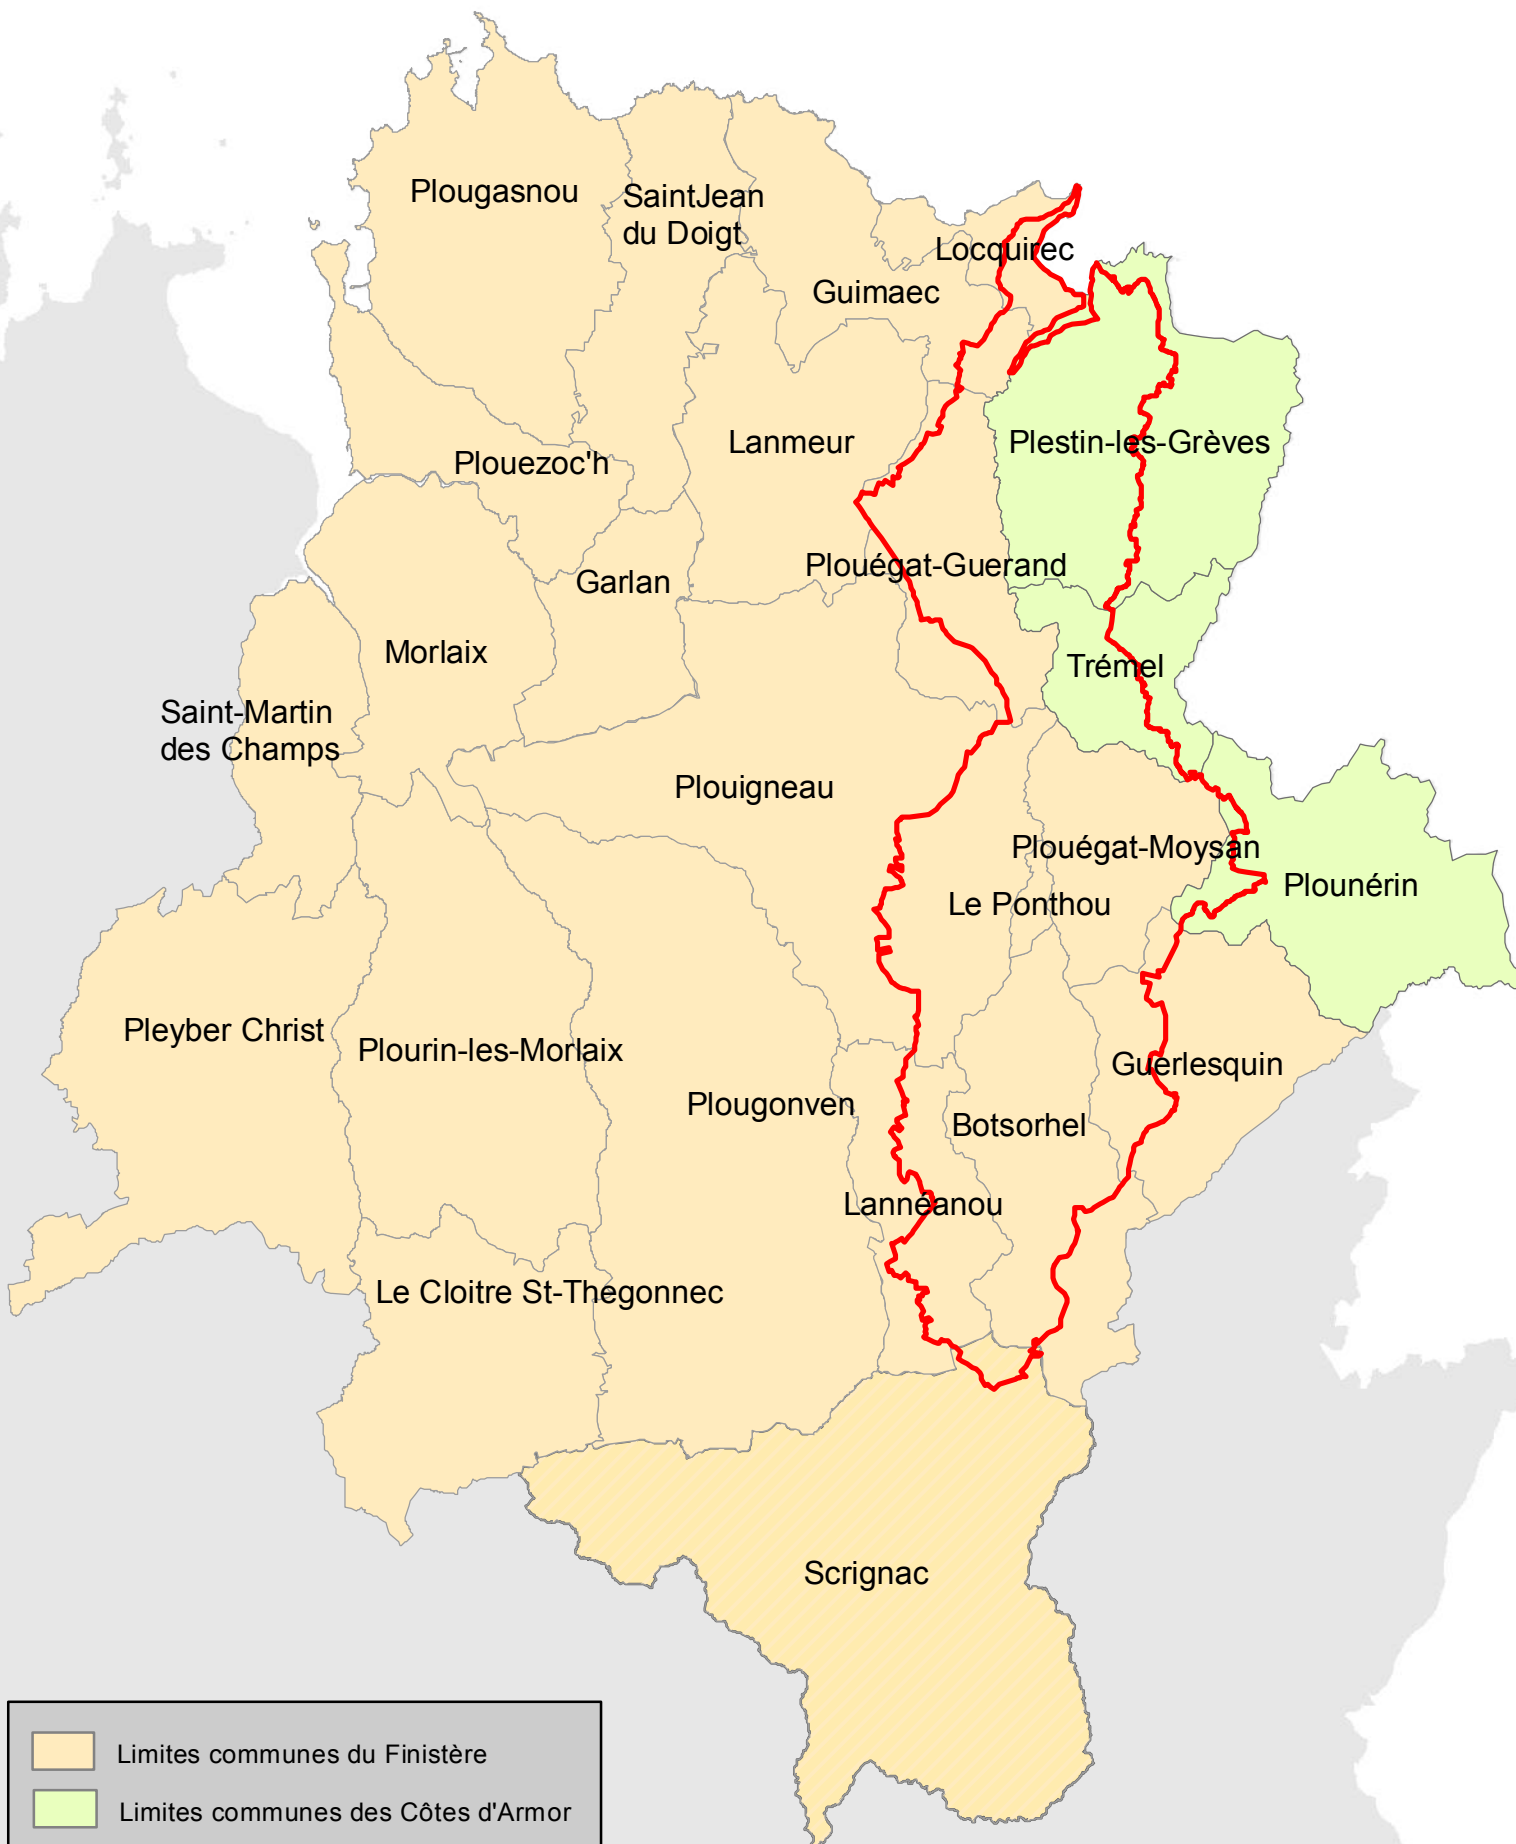 Plougasnou
SaintJean
du Doigt
Locquirec
Guimaec
Lanmeur
Plestin-les-Grèves
Plouezoc'h
Plouégat-Guerand
Garlan
Morlaix
Trémel
Saint-Martin
des Champs
Plouigneau
Plouégat-Moysan
Plounérin
Le Ponthou
Pleyber Christ
Plourin-les-Morlaix
Guerlesquin
Plougonven
Botsorhel
Lannéanou
Le Cloitre St-Thegonnec
Scrignac
Limites communes du Finistère
Limites communes des Côtes d'Armor